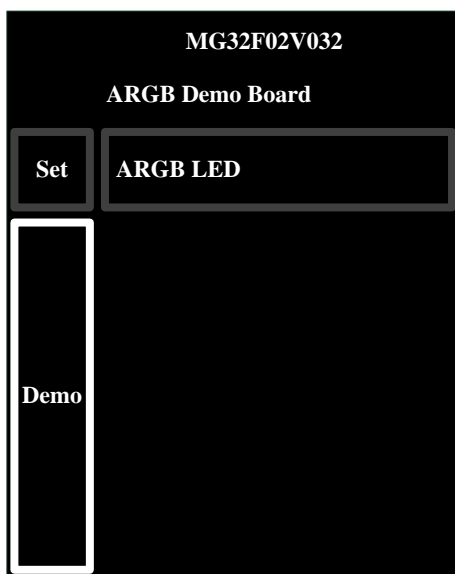 MG32F02V032
ARGB Demo Board
Set
ARGB LED
Demo